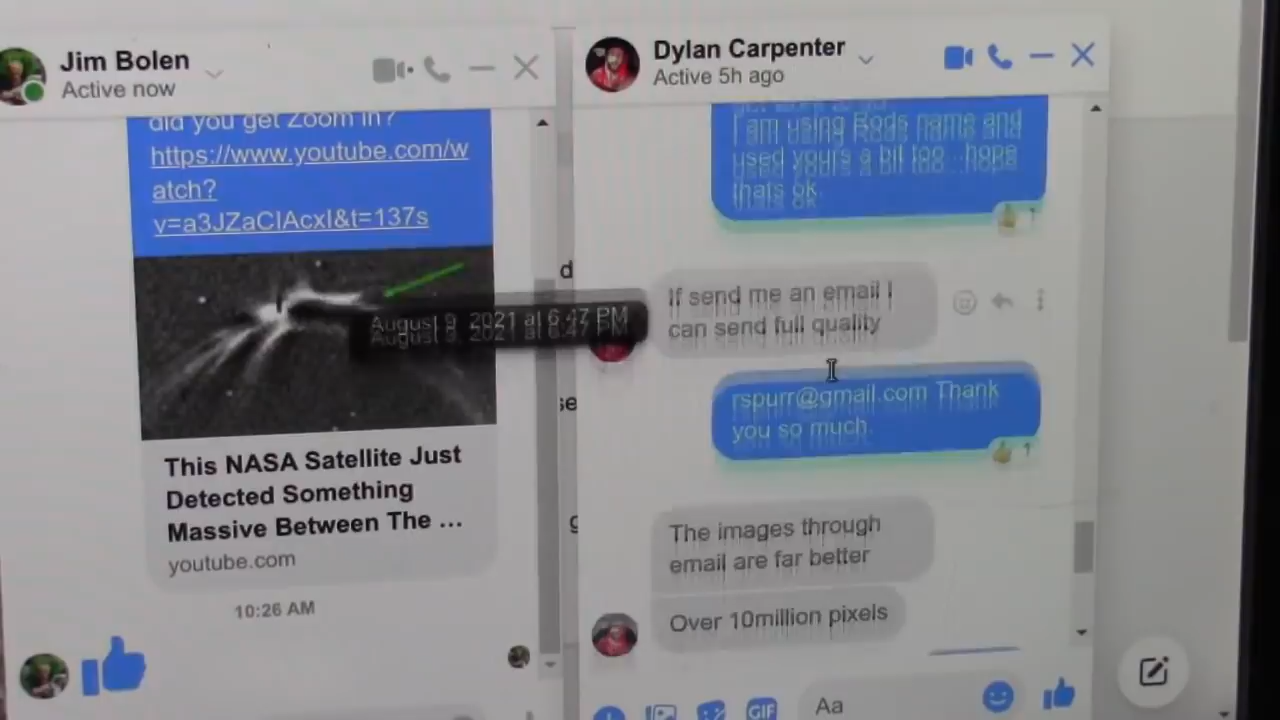 Jim Bolen
Active now
did you get Zoom in?
https://www.youtube.com/w
atch?
v=a3JZaCIAcxI&t=137s
This NASA Satellite Just
Detected Something
Massive Between The ...
youtube.com
10:26 AM
d
se
g
Dylan Carpenter
Active 5h ago
I am using Rods name and
used yours a bit too...hope
thats ok.
1
August 9, 2021 at 6:47 PM
If send me an email I
can send full quality
rspurr@gmail.com Thank
you so much.
1
The images through
email are far better
Over 10million pixels
GIF
Aa